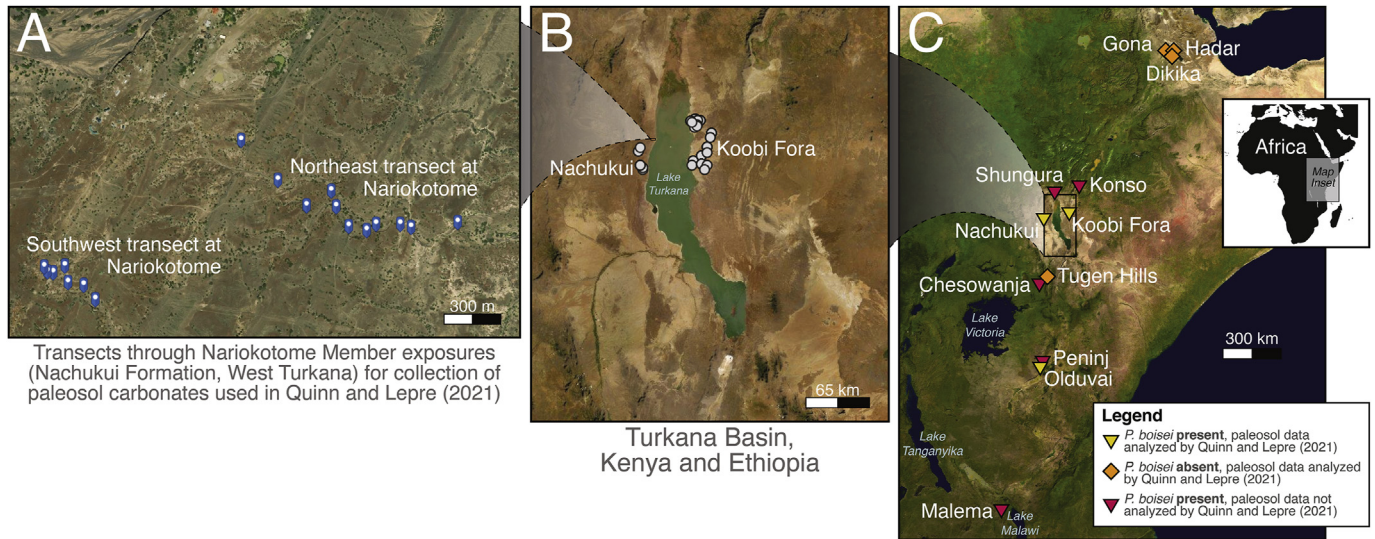 A
Northeast transect at
Nariokotome
Southwest transect at
Nariokotome
300 m
Transects through Nariokotome Member exposures
(Nachukui Formation, West Turkana) for collection of
paleosol carbonates used in Quinn and Lepre (2021)
B
Nachukui
Koobi Fora
Lake
Turkana
65 km
Turkana Basin,
Kenya and Ethiopia
C
Gona
Hadar
Dikika
Africa
Map
Inset
Shungura
Konso
Nachukui
Koobi Fora
Chesowanja
Tugen Hills
Lake
Victoria
300 km
Peninj
Olduvai
Lake
Tanganyika
Malema
Lake
Malawi
Legend
P. boisei present, paleosol data
analyzed by Quinn and Lepre (2021)
P. boisei absent, paleosol data analyzed
by Quinn and Lepre (2021)
P. boisei present, paleosol data not
analyzed by Quinn and Lepre (2021)